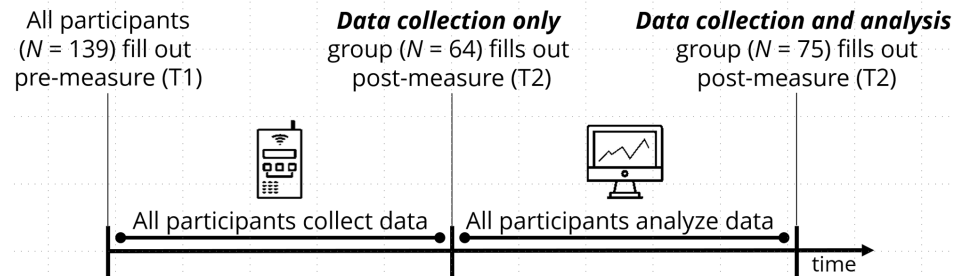 All participants
(N = 139) fill out
pre-measure (T1)
Data collection only
group (N = 64) fills out
post-measure (T2)
Data collection and analysis
group (N = 75) fills out
post-measure (T2)
All participants collect data
All participants analyze data
time